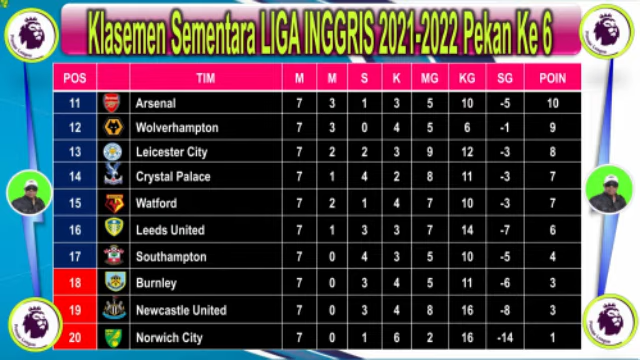 Klasemen Sementara LIGA INGGRIS 2021-2022 Pekan Ke 6
POS TIM M M S K MG KG SG POIN
11 Arsenal 7 3 1 3 5 10 -5 10
12 Wolverhampton 7 3 0 4 5 6 -1 9
13 Leicester City 7 2 2 3 9 12 -3 8
14 Crystal Palace 7 1 4 2 8 11 -3 7
15 Watford 7 2 1 4 7 10 -3 7
16 Leeds United 7 1 3 3 7 14 -7 6
17 Southampton 7 0 4 3 5 10 -5 4
18 Burnley 7 0 3 4 5 11 -6 3
19 Newcastle United 7 0 3 4 8 16 -8 3
20 Norwich City 7 0 1 6 2 16 -14 1